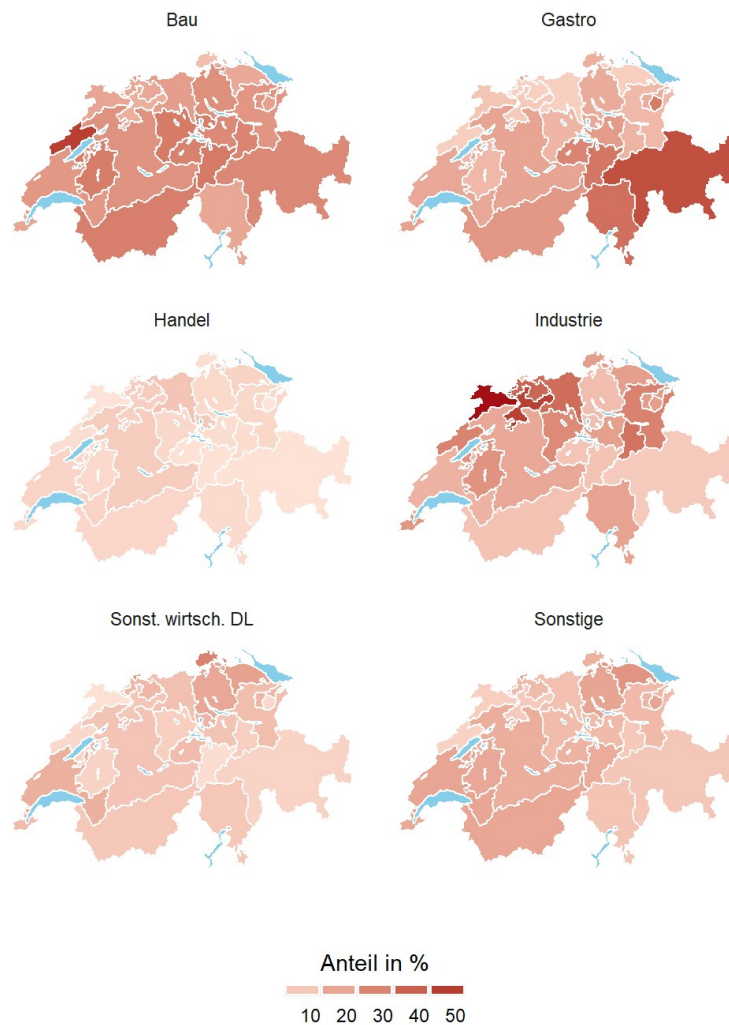 Bau Gastro
Handel Industrie
Sonst. wirtsch. DL Sonstige
Anteil in %
10 20 30 40 50